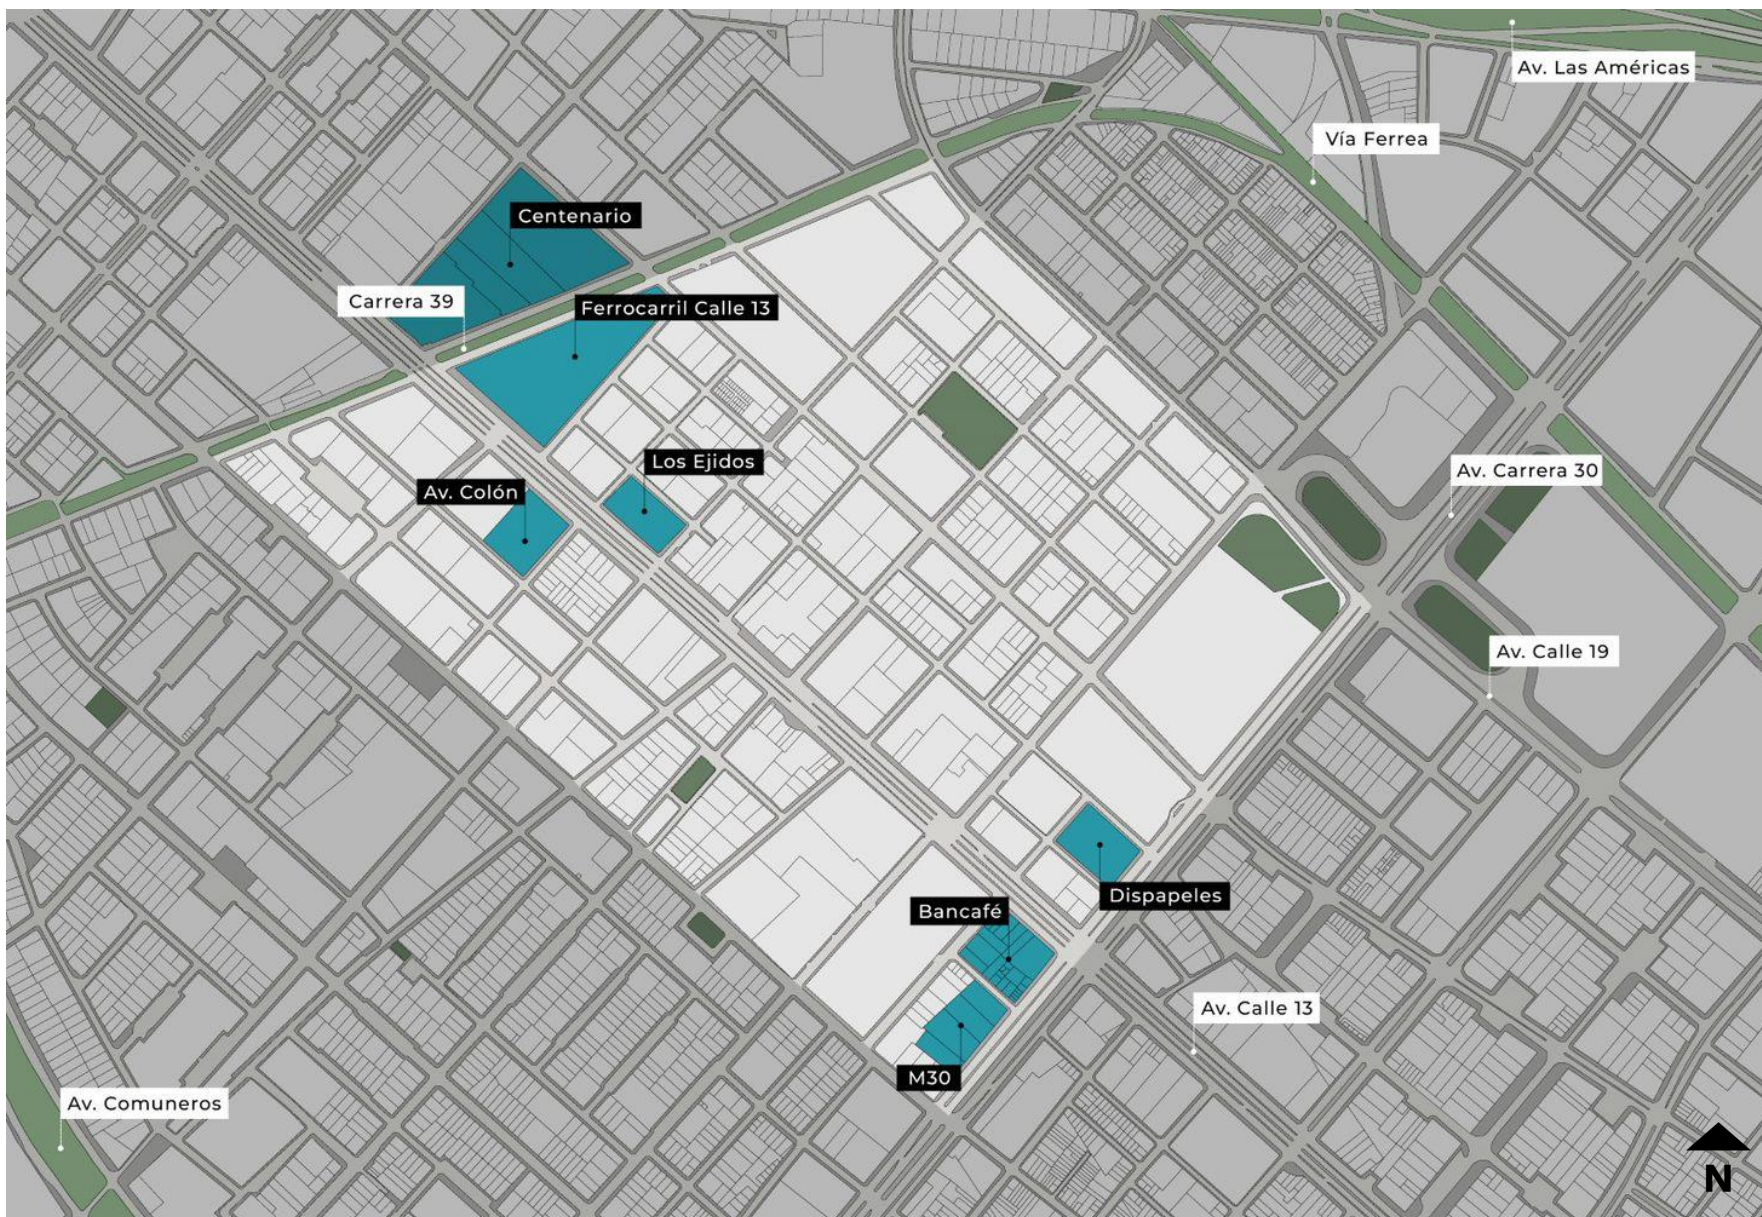 Av. Las Américas
Vía Ferrea
Centenario
Carrera 39
Ferrocarril Calle 13
Los Ejidos
Av. Carrera 30
Av. Colón
Av. Calle 19
Dispapeles
Bancafé
Av. Calle 13
M30
Av. Comuneros
N